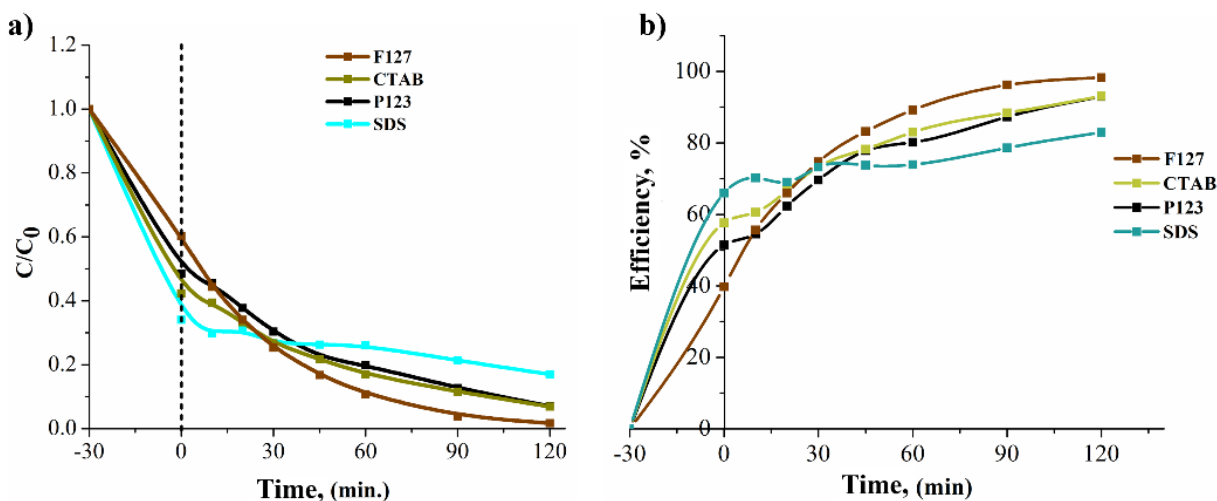 a)
1.2
1.0
0.8
0.6
0.4
0.2
0.0
C/C0
-30 0 30 60 90 120
Time, (min.)
F127
CTAB
P123
SDS
b)
100
80
60
40
20
0
Efficiency, %
-30 0 30 60 90 120
Time, (min)
F127
CTAB
P123
SDS